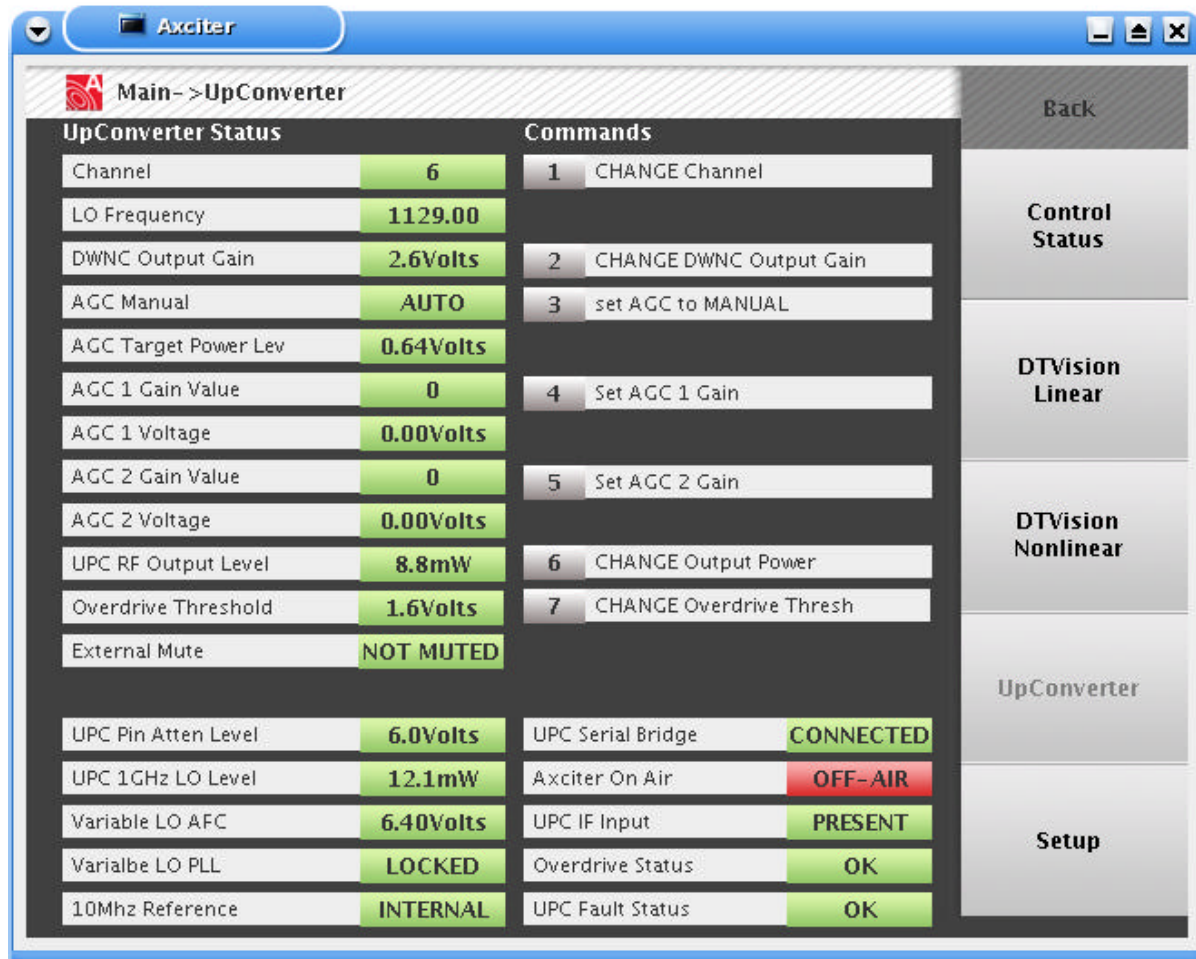 Axciter
A Main->UpConverter
Back
UpConverter Status
Commands
Channel 6 1 CHANGE Channel
LO Frequency 1129.00
DWNC Output Gain 2.6Volts 2 CHANGE DWNC Output Gain
AGC Manual AUTO 3 set AGC to MANUAL
AGC Target Power Lev 0.64Volts
AGC 1 Gain Value 0 4 Set AGC 1 Gain
AGC 1 Voltage 0.00Volts
AGC 2 Gain Value 0 5 Set AGC 2 Gain
AGC 2 Voltage 0.00Volts
UPC RF Output Level 8.8mW 6 CHANGE Output Power
Overdrive Threshold 1.6Volts 7 CHANGE Overdrive Thresh
External Mute NOT MUTED
UPC Pin Atten Level 6.0Volts UPC Serial Bridge CONNECTED
UPC 1GHz LO Level 12.1mW Axciter On Air OFF-AIR
Variable LO AFC 6.40Volts UPC IF Input PRESENT
Varialbe LO PLL LOCKED Overdrive Status OK
10Mhz Reference INTERNAL UPC Fault Status OK
Control
Status
DTVision
Linear
DTVision
Nonlinear
UpConverter
Setup